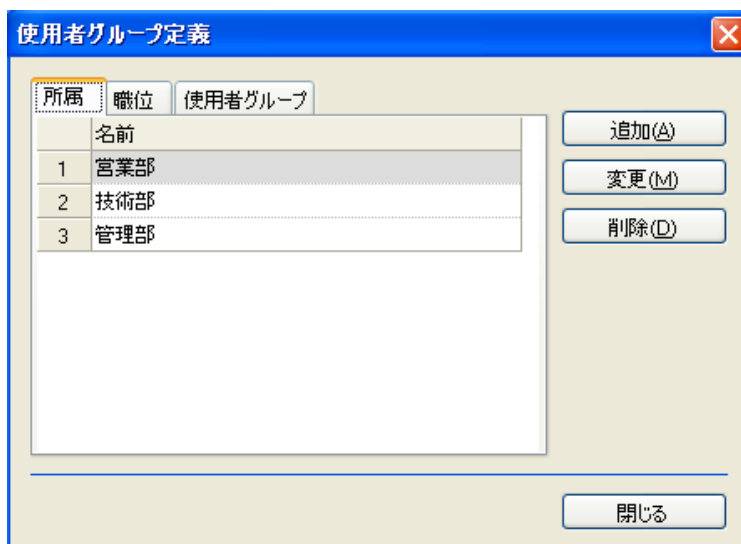 使用者グループ定義
所属 職位 使用者グループ
名前
1 営業部
2 技術部
3 管理部
追加(A)
変更(M)
削除(D)
閉じる